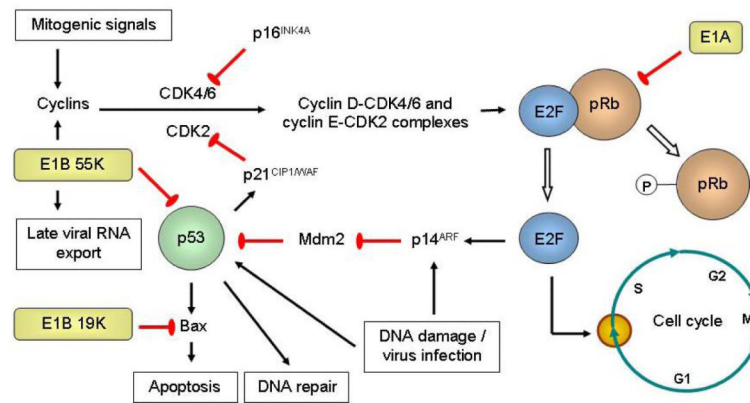 Mitogenic signals
p16INK4A
E1A
CDK4/6
Cyclins
Cyclin D-CDK4/6 and
cyclin E-CDK2 complexes
E2F
pRb
CDK2
E1B 55K
p21CIP1/WAF
P
pRb
Late viral RNA
export
p53
Mdm2
p14ARF
E2F
S
G2
M
Cell cycle
G1
E1B 19K
Bax
DNA damage /
virus infection
Apoptosis
DNA repair